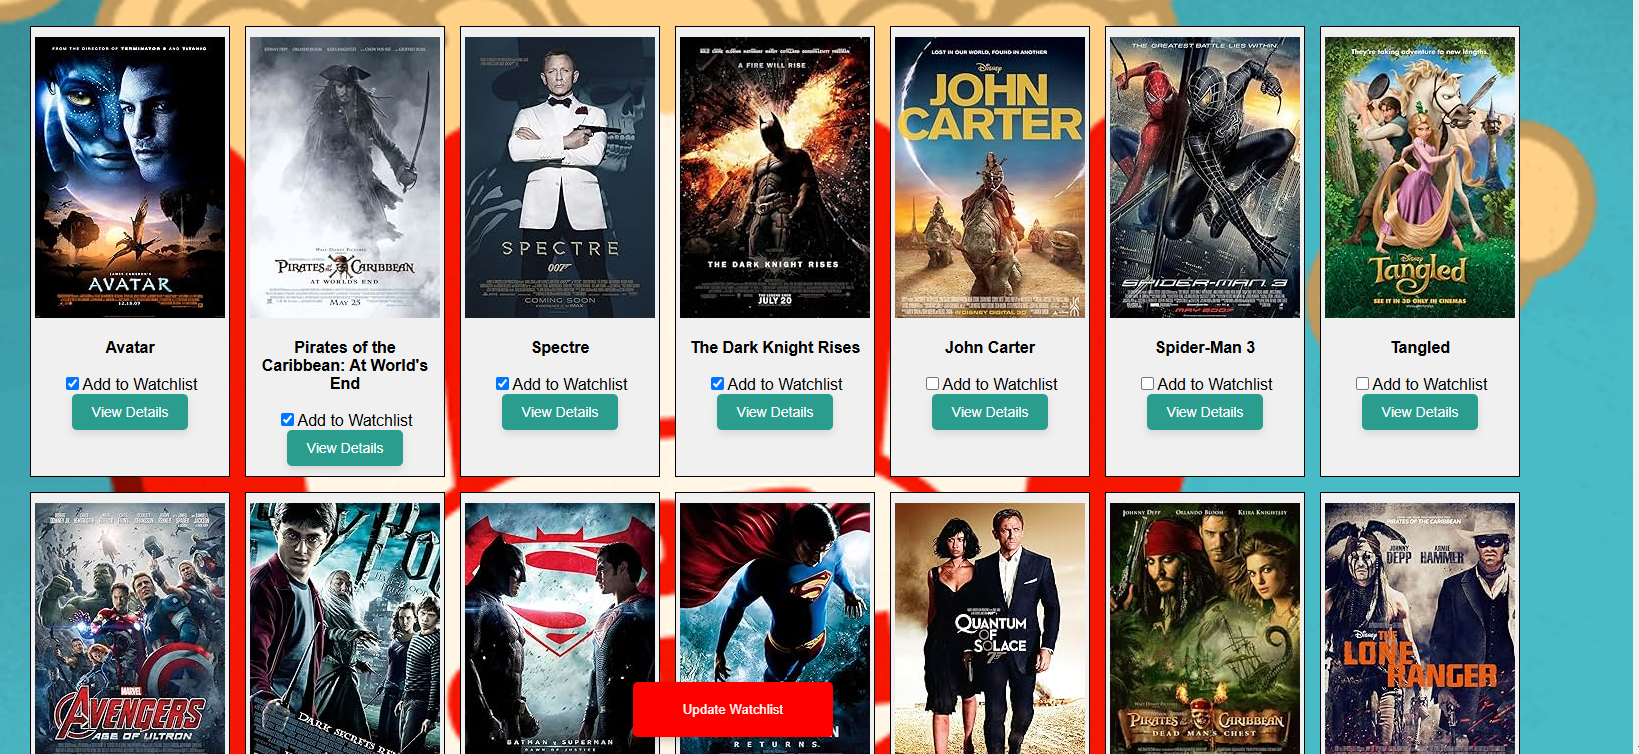 FROM THE DIRECTOR OF TERMINATOR 2 AND TITANIC
JAMES CAMERON'S
AVATAR
12.18.09
WALT DISNEY PICTURES
PIRATES of the CARIBBEAN
AT WORLD'S END
MAY 25
SPECTRE
007
COMING SOON
A FIRE WILL RISE
THE DARK KNIGHT RISES
JULY 20
LOST IN OUR WORLD, FOUND IN ANOTHER
Disney
JOHN
CARTER
IN DISNEY DIGITAL 3D
THE GREATEST BATTLE LIES WITHIN.
SPIDER-MAN 3
MAY 2007
They're taking adventure to new lengths.
Disney
Tangled
SEE IT IN 3D ONLY IN CINEMAS
Avatar
Add to Watchlist
View Details
Pirates of the
Caribbean: At World's
End
Add to Watchlist
View Details
Spectre
Add to Watchlist
View Details
The Dark Knight Rises
Add to Watchlist
View Details
John Carter
Add to Watchlist
View Details
Spider-Man 3
Add to Watchlist
View Details
Tangled
Add to Watchlist
View Details
MARVEL
AVENGERS
AGE OF ULTRON
DARK SECRETS RE
BATMAN v SUPERMAN
DAWN OF JUSTICE
RETURNS
QUANTUM
OF
SOLACE
007
JOHNNY DEPP ORLANDO BLOOM KEIRA KNIGHTLEY
PIRATES of the CARIBBEAN
DEAD MAN'S CHEST
PIRATES OF THE CARIBBEAN
JOHNNY DEPP
ARMIE HAMMER
Disney
THE
LONE
RANGER
Update Watchlist